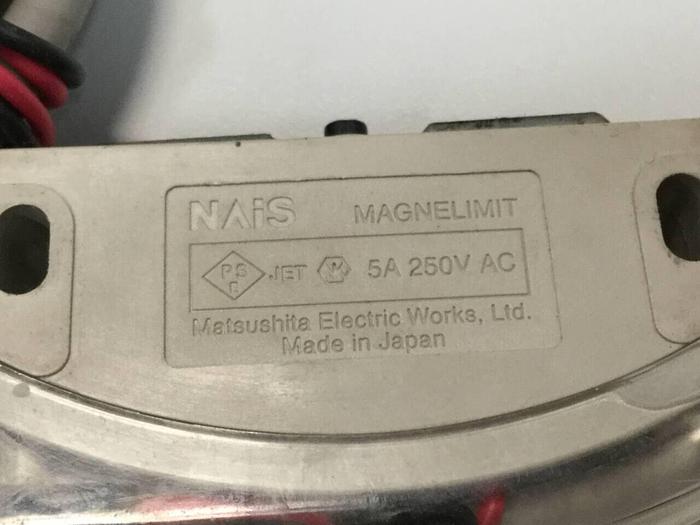 NAiS MAGNELIMIT
PS E JET 5A 250V AC
Matsushita Electric Works, Ltd.
Made in Japan